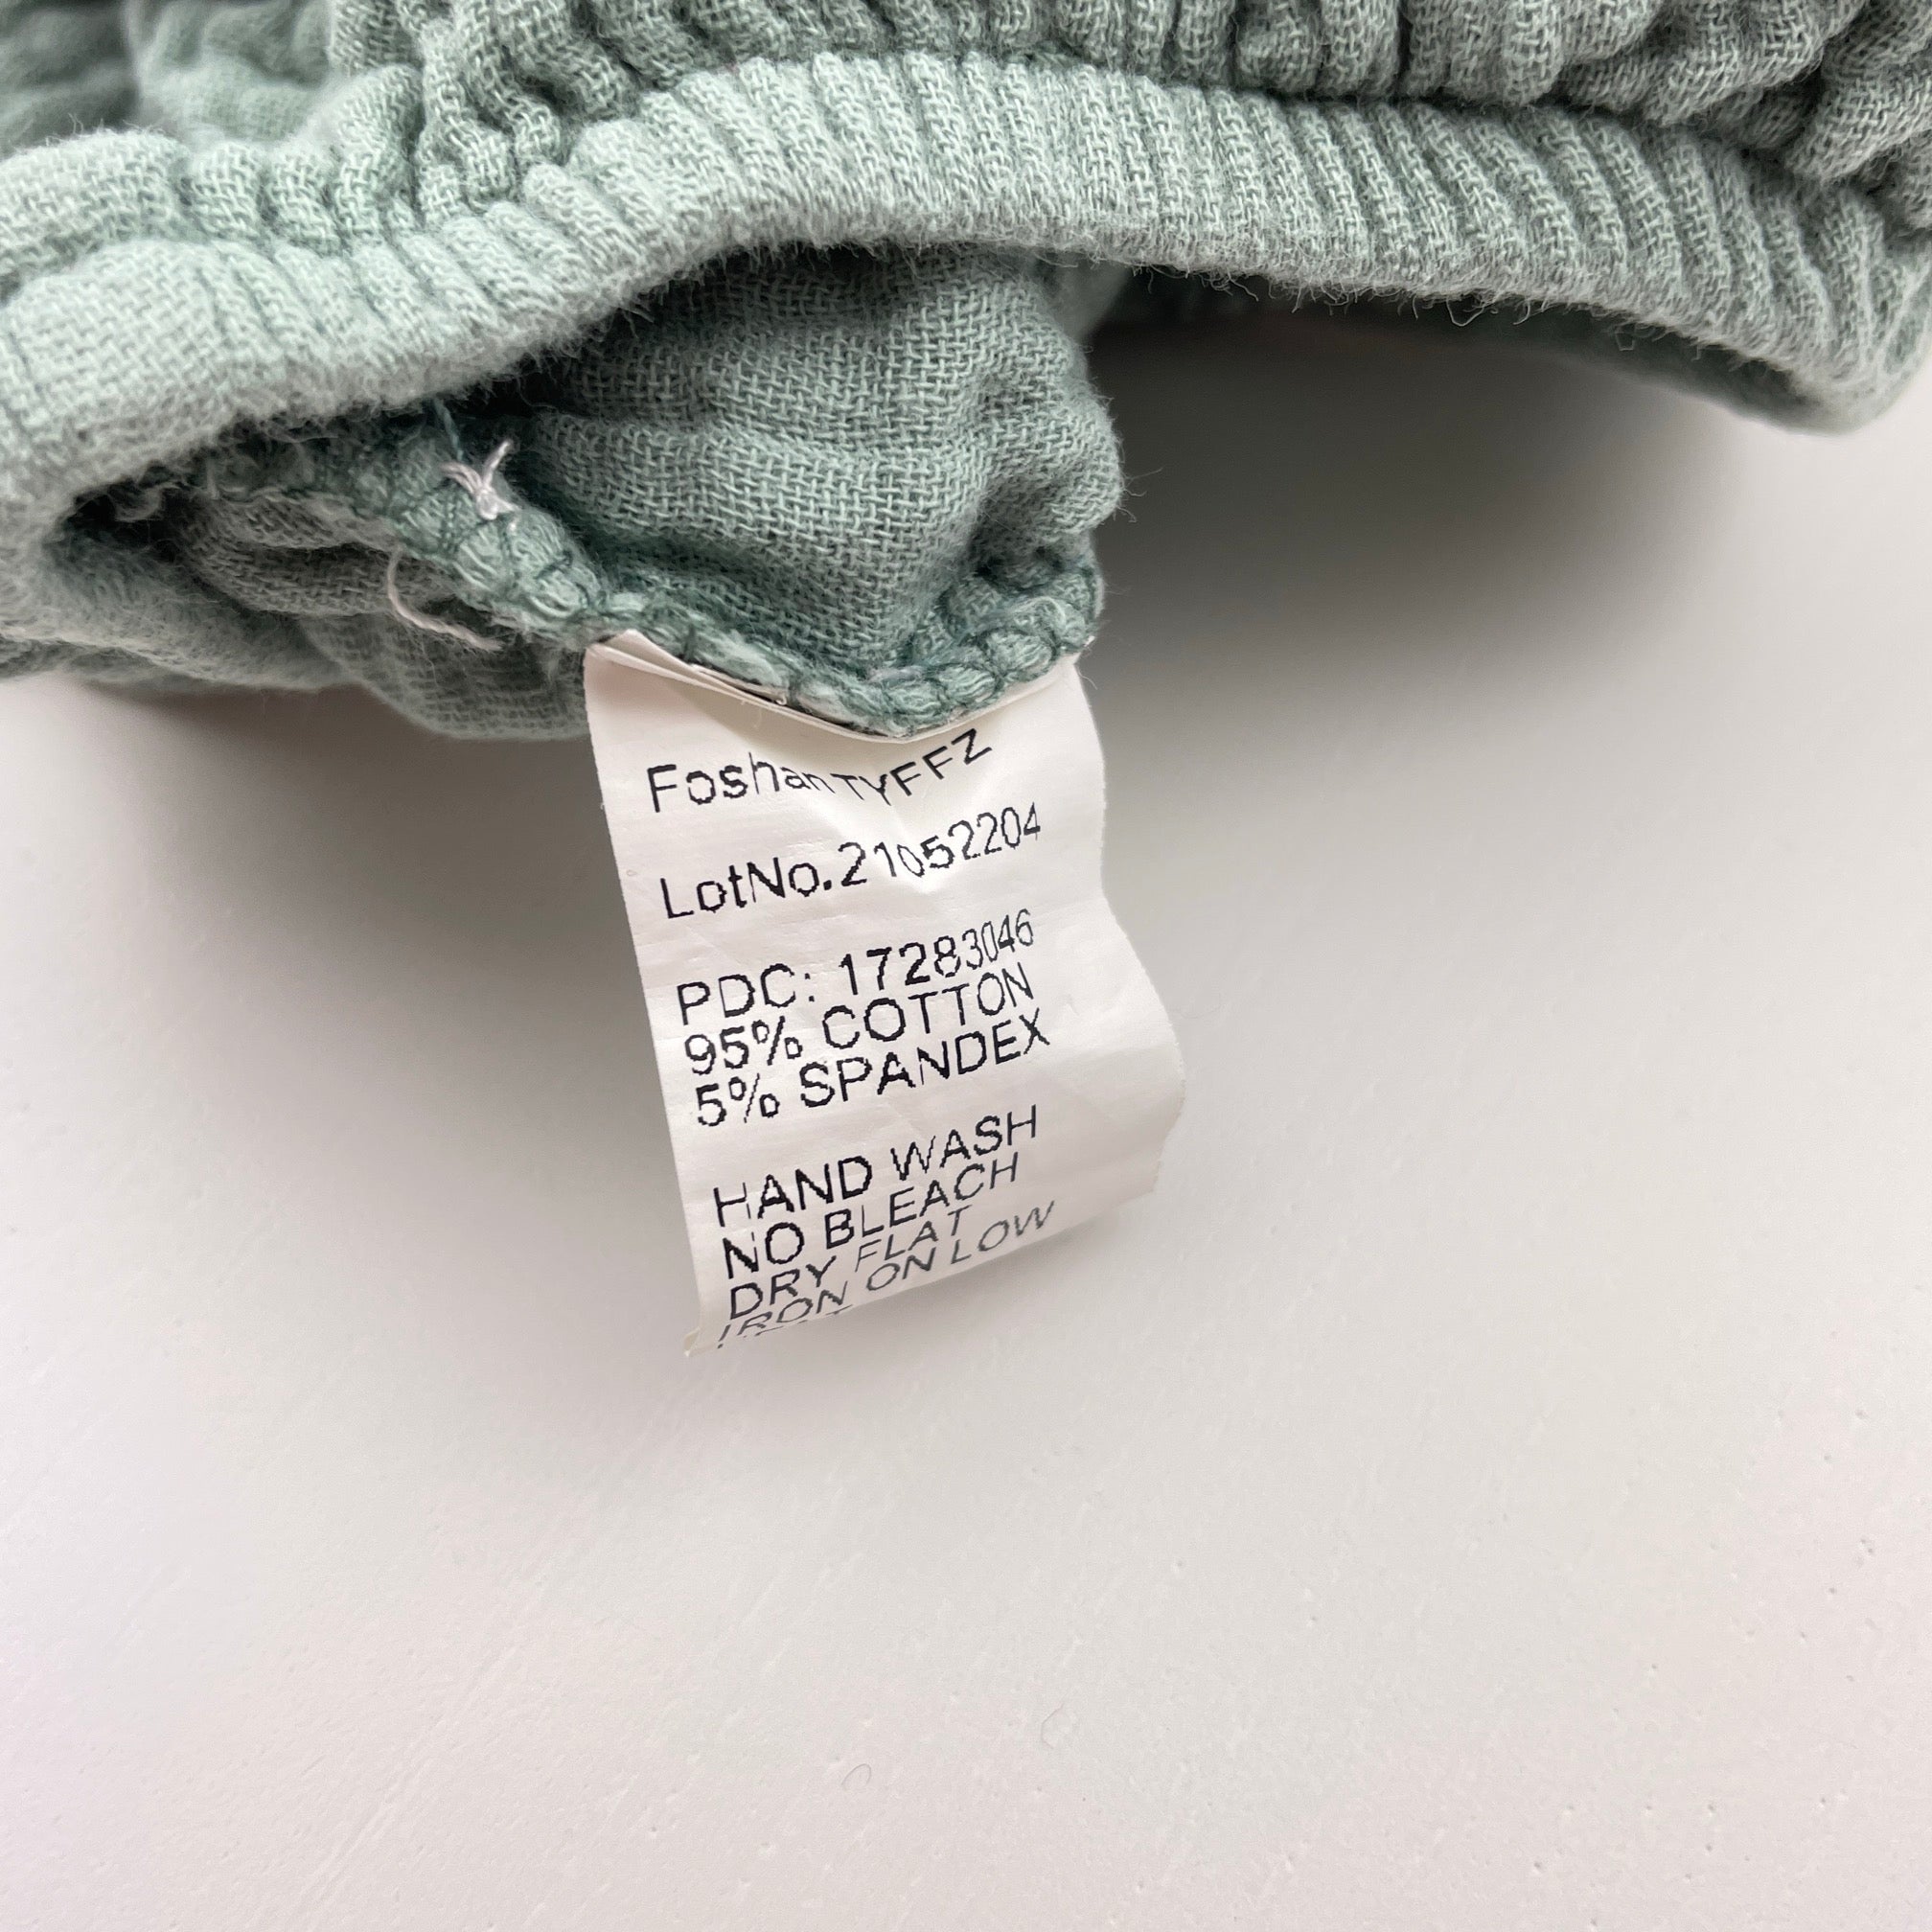 Foshan TYFFZ
LotNo.21052204
PDC: 17283046
95% COTTON
5% SPANDEX
HAND WASH
NO BLEACH
DRY FLAT
IRON ON LOW